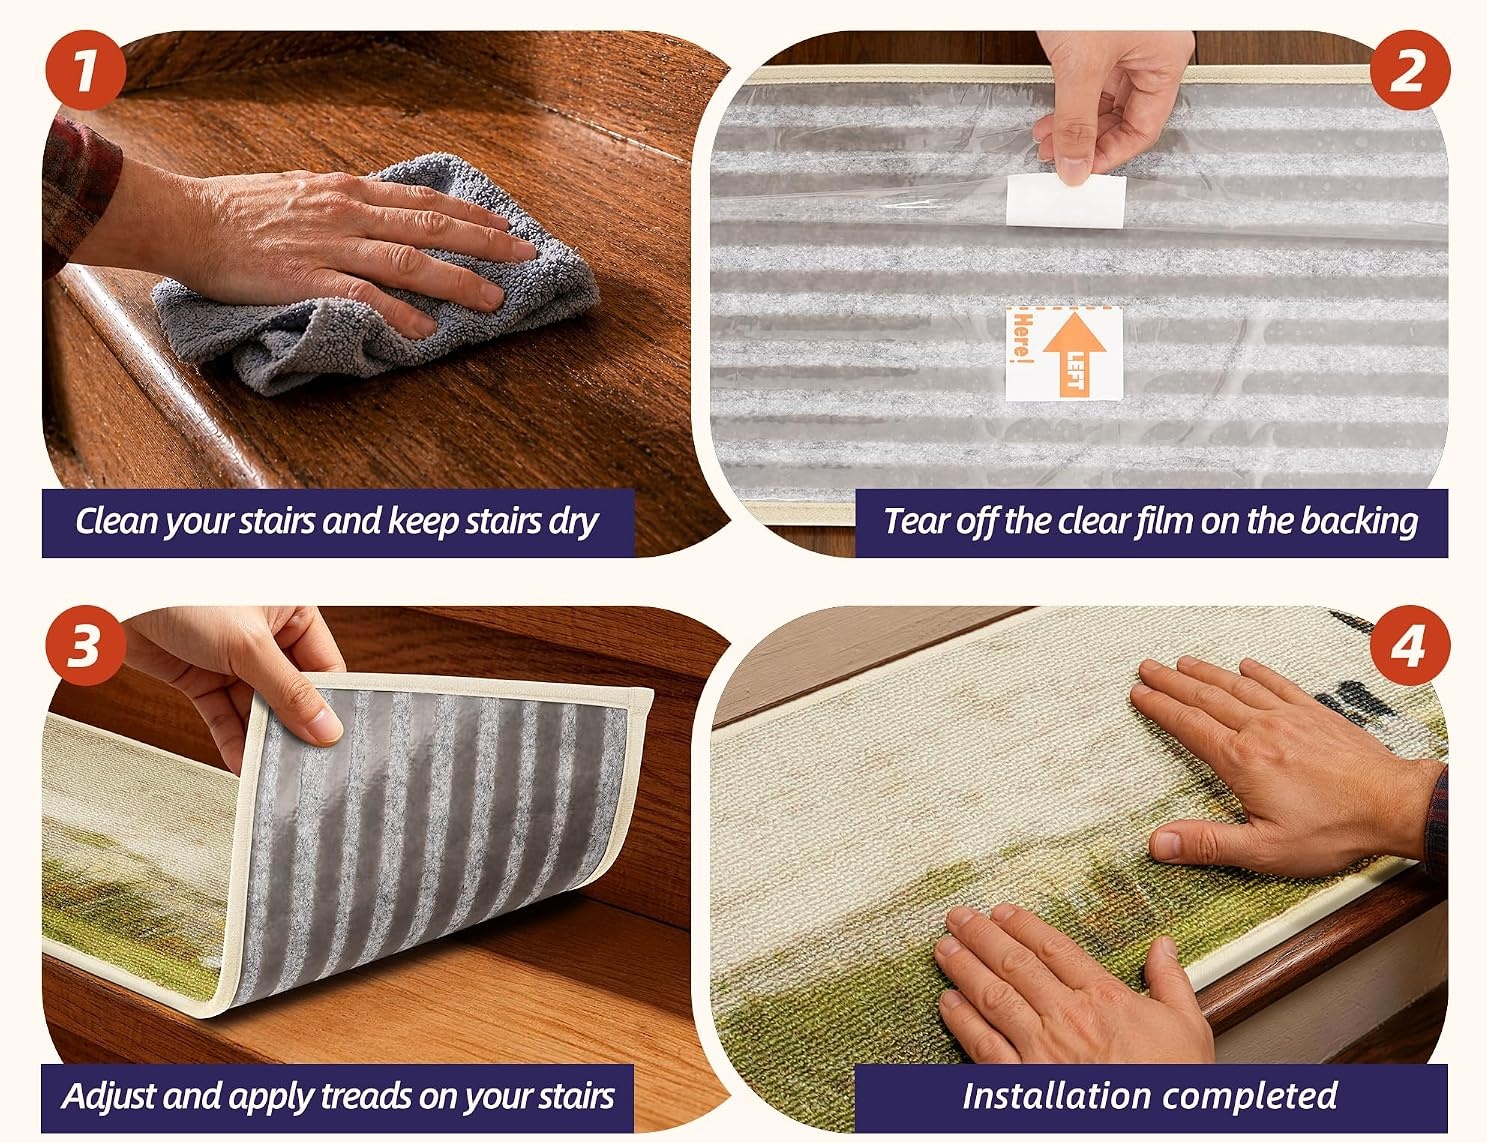 1
Clean your stairs and keep stairs dry
2
Here!
LEFT
Tear off the clear film on the backing
3
Adjust and apply treads on your stairs
4
Installation completed